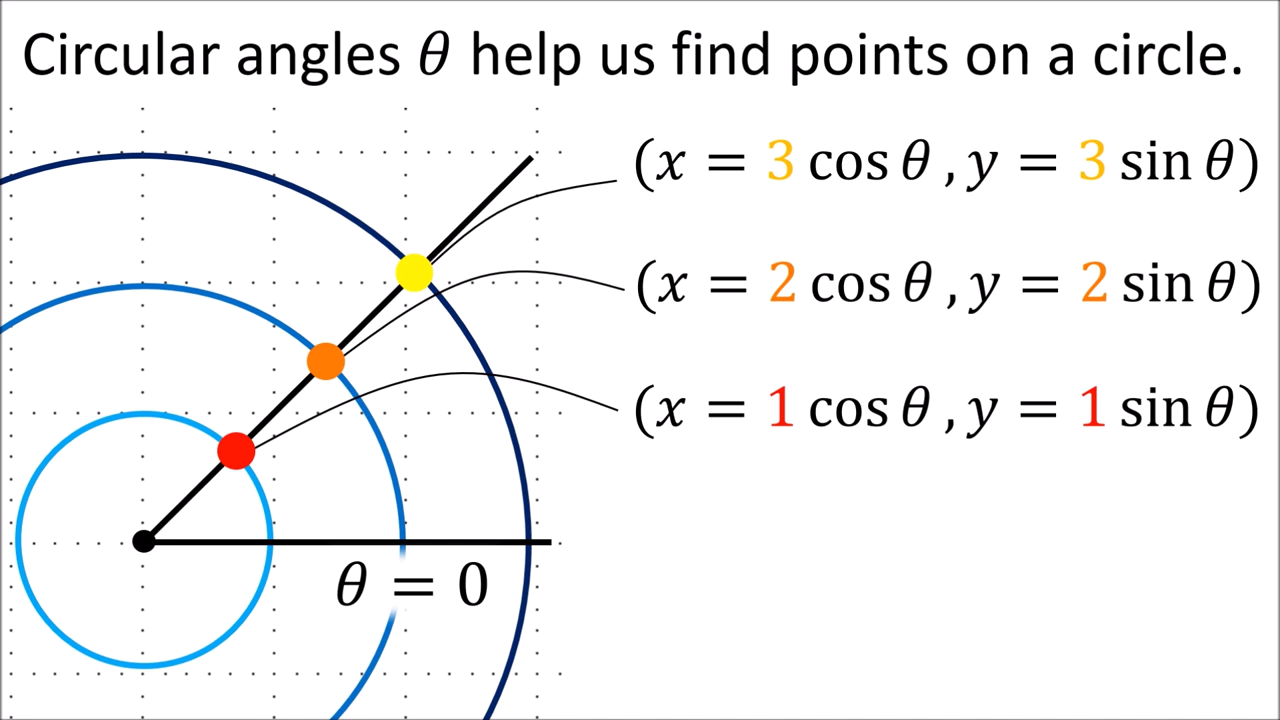 Circular angles θ help us find points on a circle.
(x = 3 cos θ , y = 3 sin θ)
(x = 2 cos θ , y = 2 sin θ)
(x = 1 cos θ , y = 1 sin θ)
θ = 0